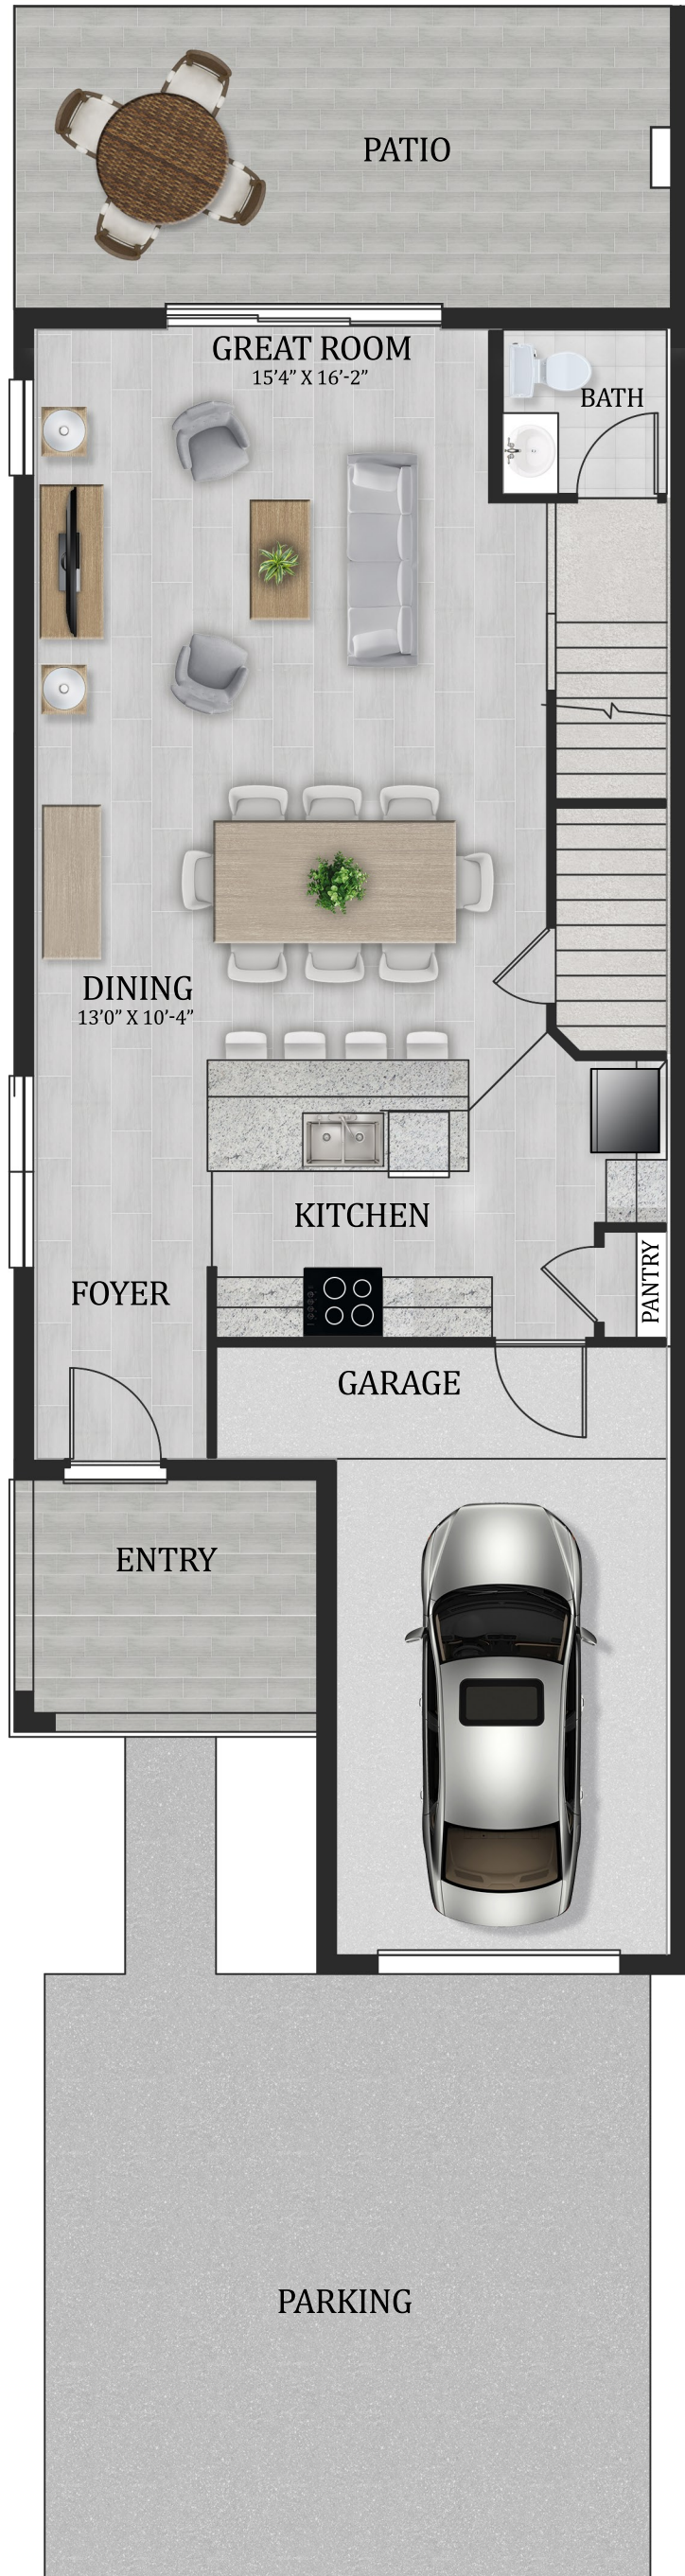 PATIO
GREAT ROOM
15’4” X 16’-2”
BATH
DINING
13’0” X 10’-4”
KITCHEN
PANTRY
FOYER
GARAGE
ENTRY
PARKING